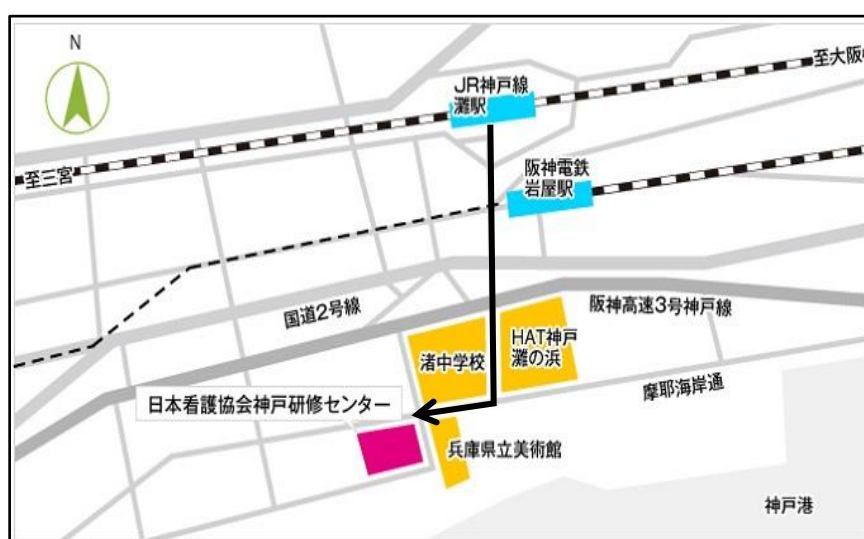 N
JR神戸線
灘駅
至大阪
阪神電鉄
岩屋駅
至三宮
国道2号線
阪神高速3号神戸線
渚中学校
HAT神戸
灘の浜
摩耶海岸通
日本看護協会神戸研修センター
兵庫県立美術館
神戸港